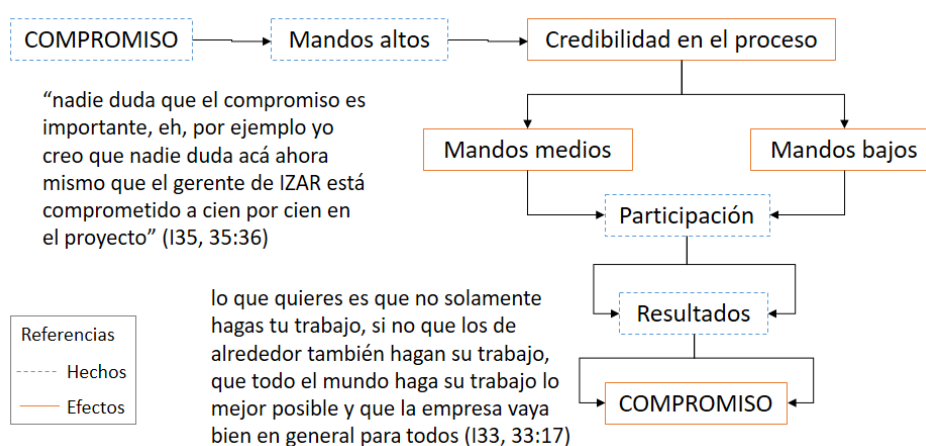 COMPROMISO
Mandos altos
Credibilidad en el proceso
“nadie duda que el compromiso es
importante, eh, por ejemplo yo
creo que nadie duda acá ahora
mismo que el gerente de IZAR está
comprometido a cien por cien en
el proyecto” (I35, 35:36)
Mandos medios
Mandos bajos
Participación
lo que quieres es que no solamente
hagas tu trabajo, si no que los de
alrededor también hagan su trabajo,
que todo el mundo haga su trabajo lo
mejor posible y que la empresa vaya
bien en general para todos (I33, 33:17)
Resultados
COMPROMISO
Referencias
Hechos
Efectos